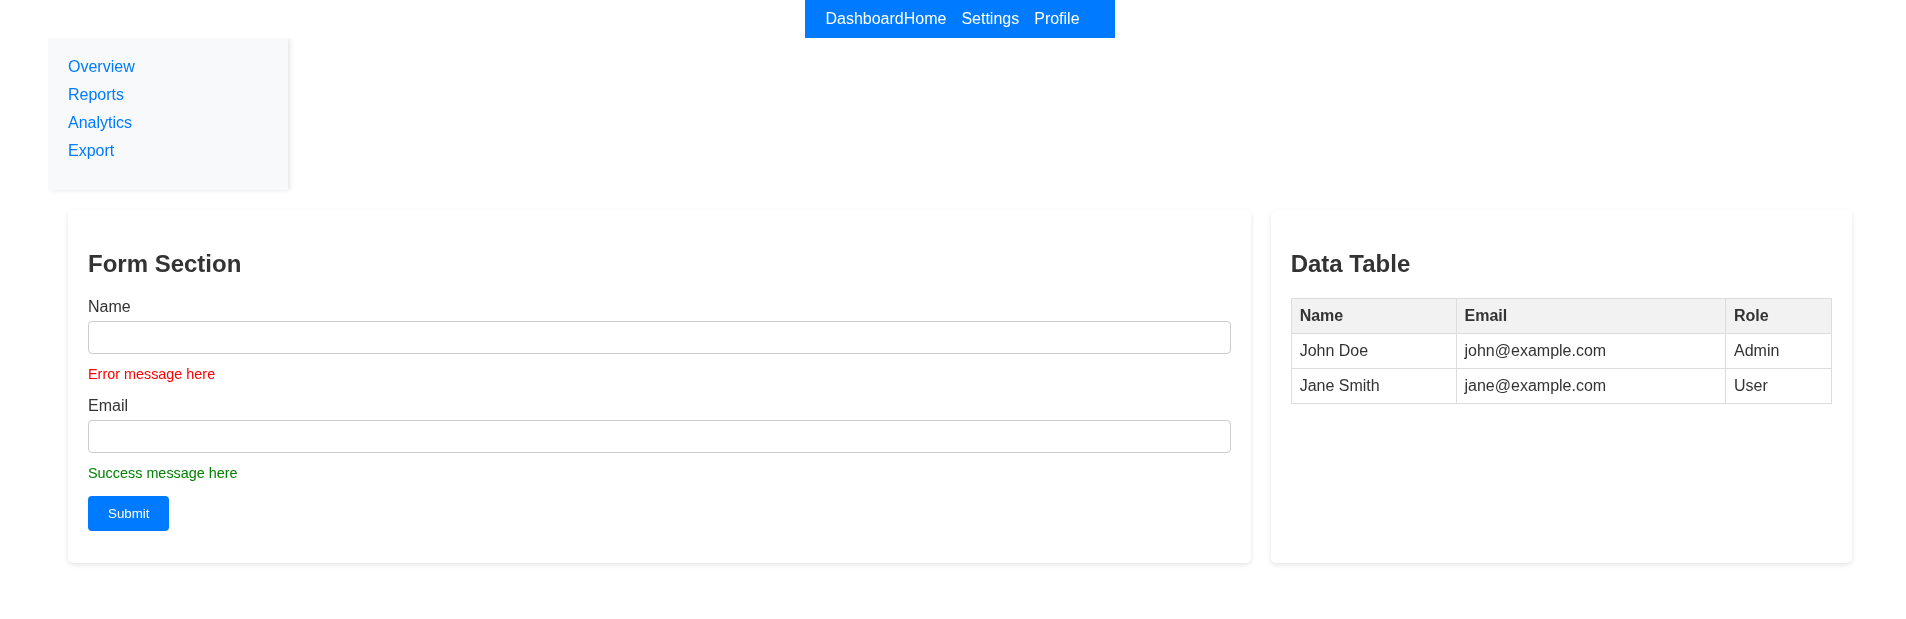 DashboardHome Settings Profile
Overview
Reports
Analytics
Export
Form Section
Name
Error message here
Email
Success message here
Submit
Data Table
Name Email Role
John Doe john@example.com Admin
Jane Smith jane@example.com User